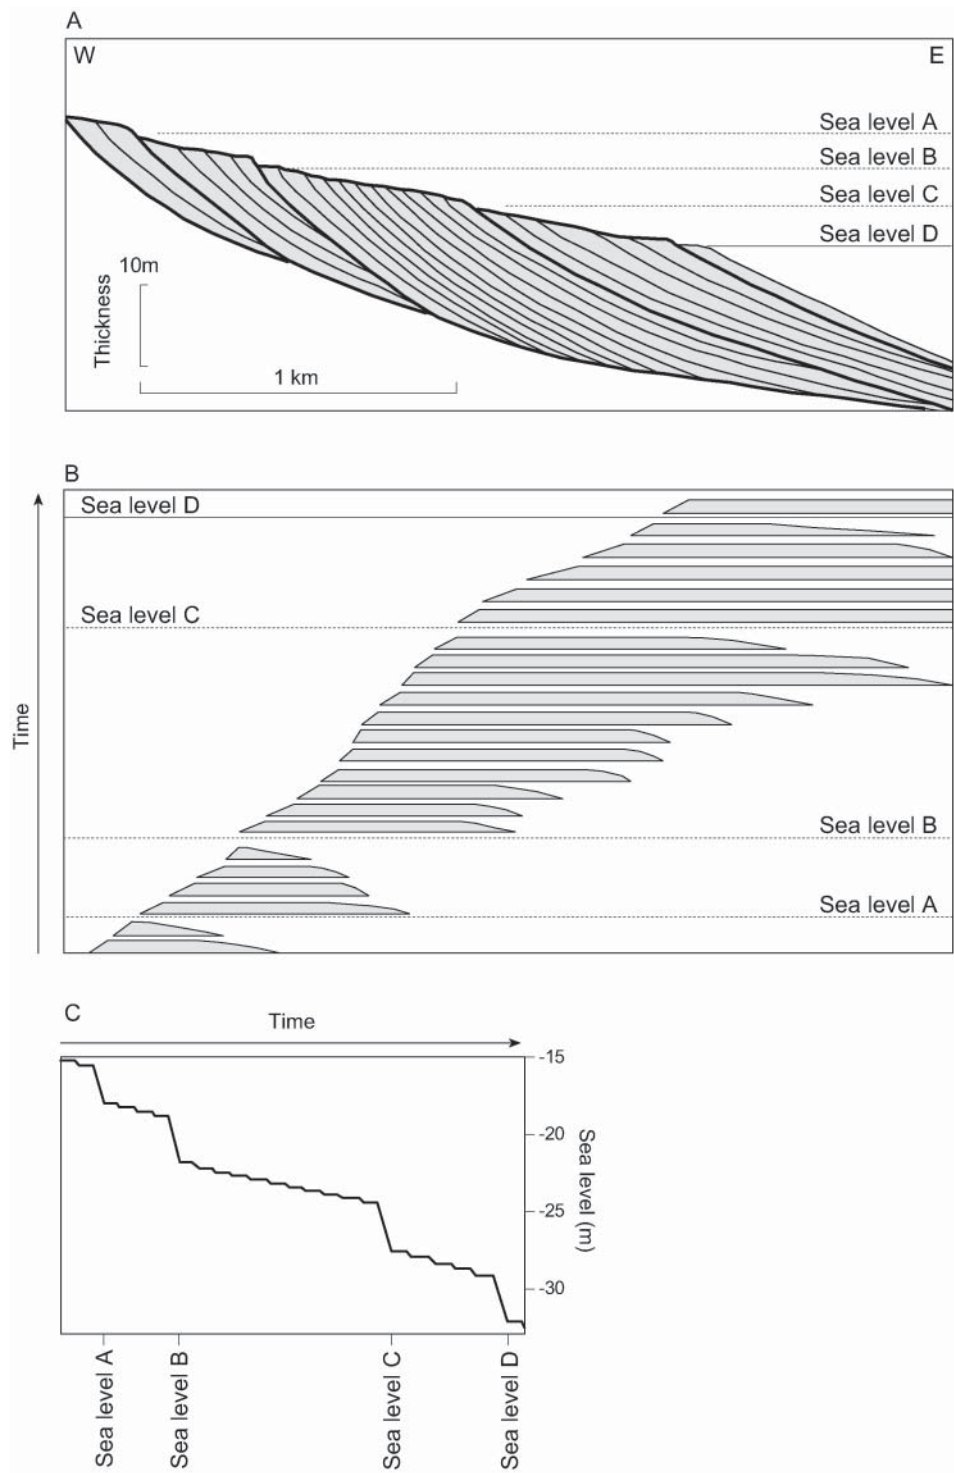 A
W
E
Sea level A
Sea level B
Sea level C
Sea level D
10m
Thickness
1 km
B
Sea level D
Sea level C
Time
Sea level B
Sea level A
C
Time
-15
-20
-25
-30
Sea level (m)
Sea level A
Sea level B
Sea level C
Sea level D